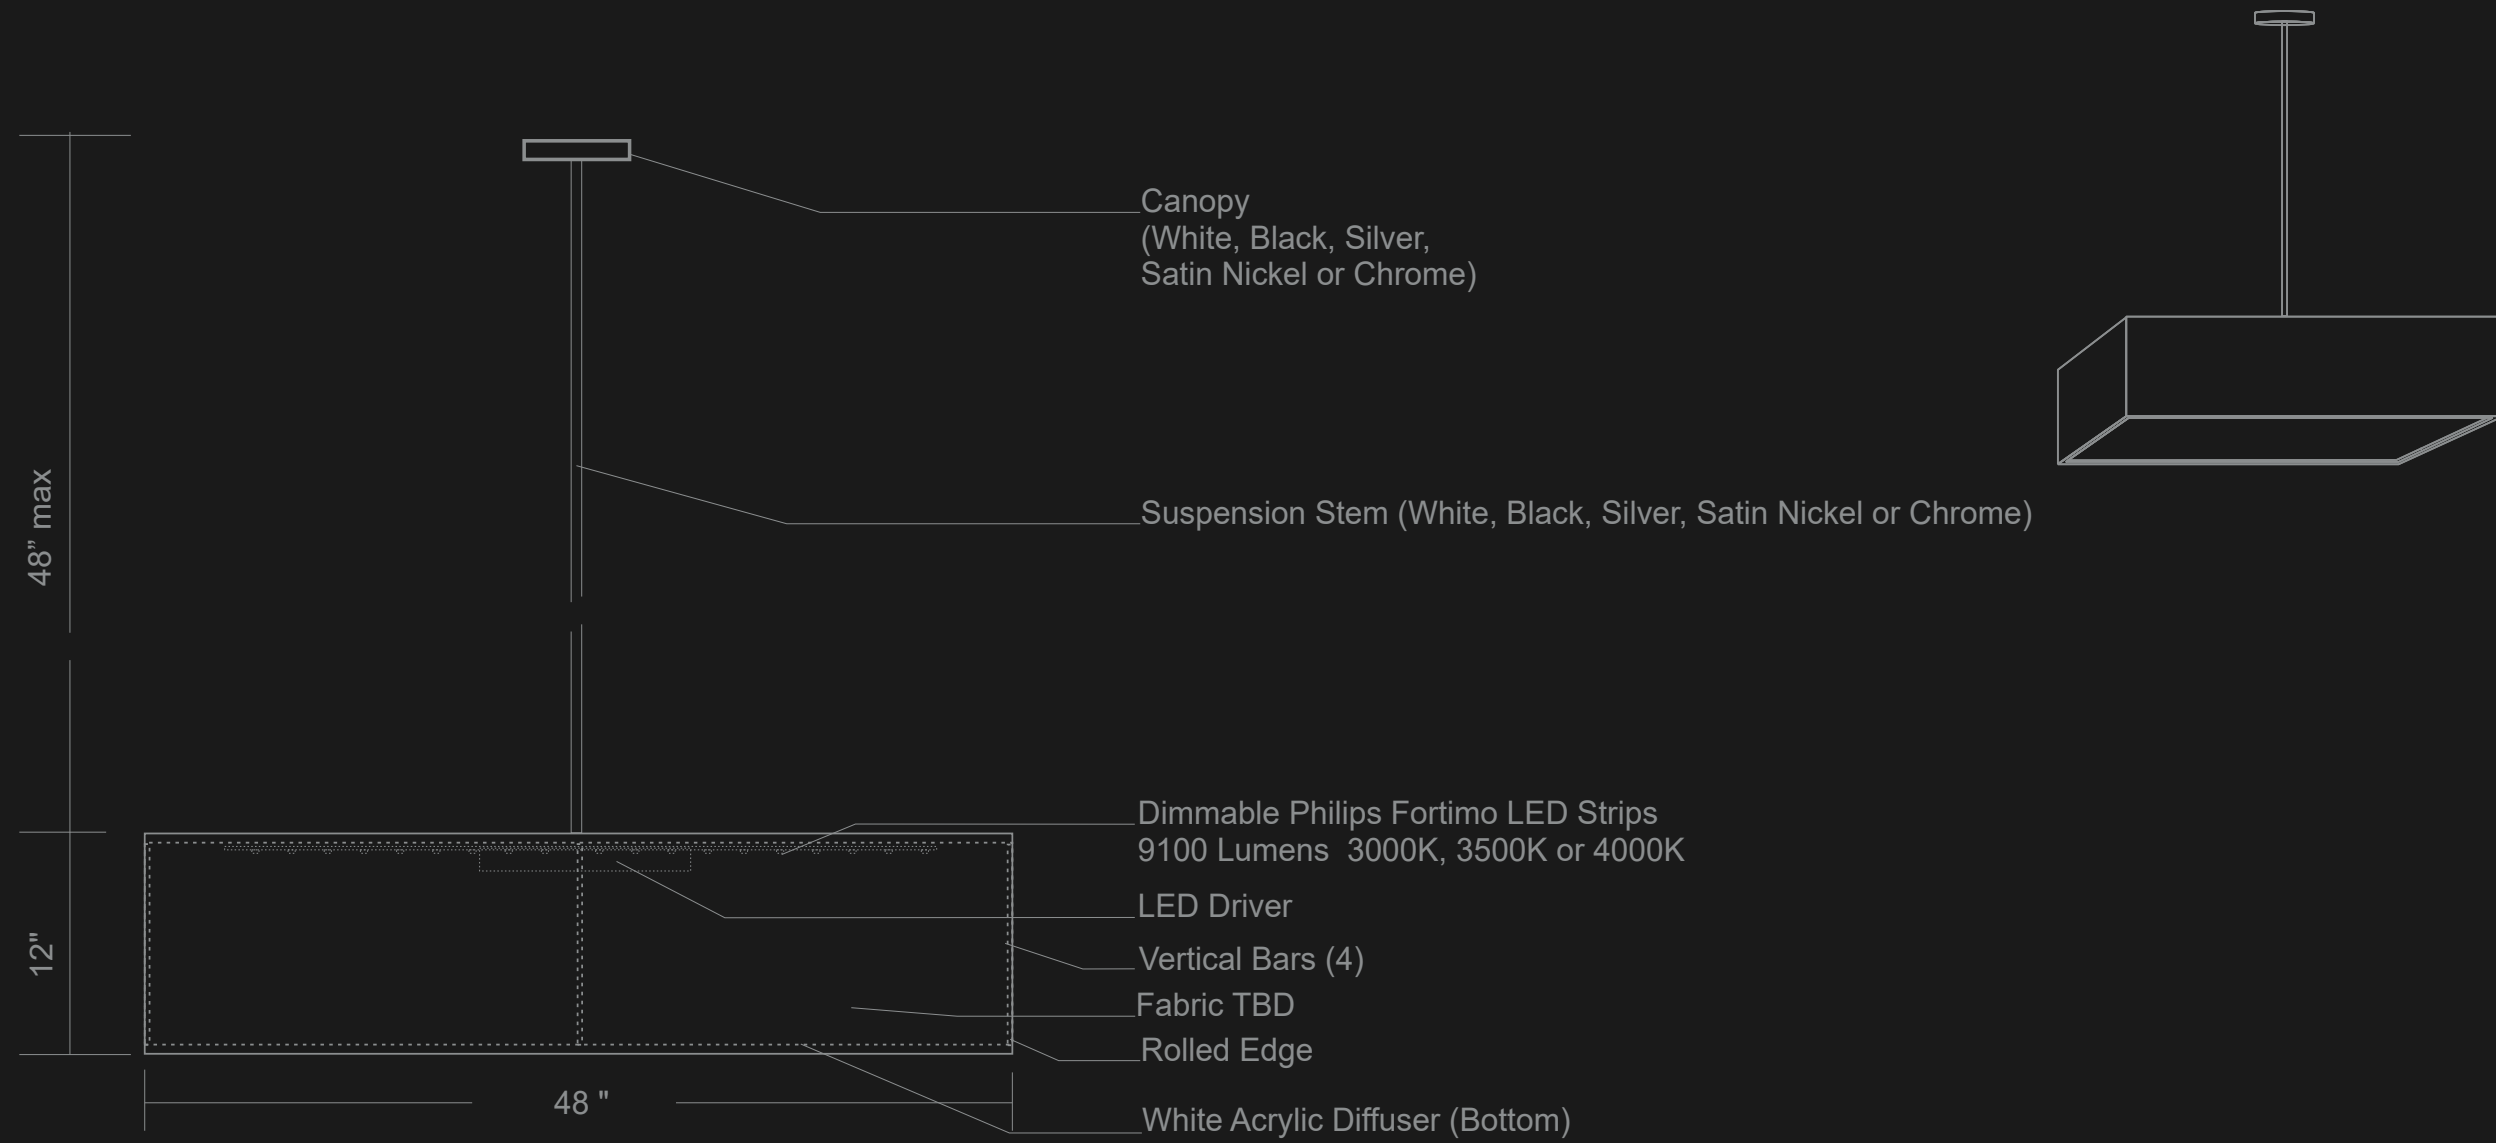 Canopy
(White, Black, Silver,
Satin Nickel or Chrome)
48” max
Suspension Stem (White, Black, Silver, Satin Nickel or Chrome)
Dimmable Philips Fortimo LED Strips
9100 Lumens  3000K, 3500K or 4000K
LED Driver
12"
Vertical Bars (4)
Fabric TBD
Rolled Edge
48 "
White Acrylic Diffuser (Bottom)